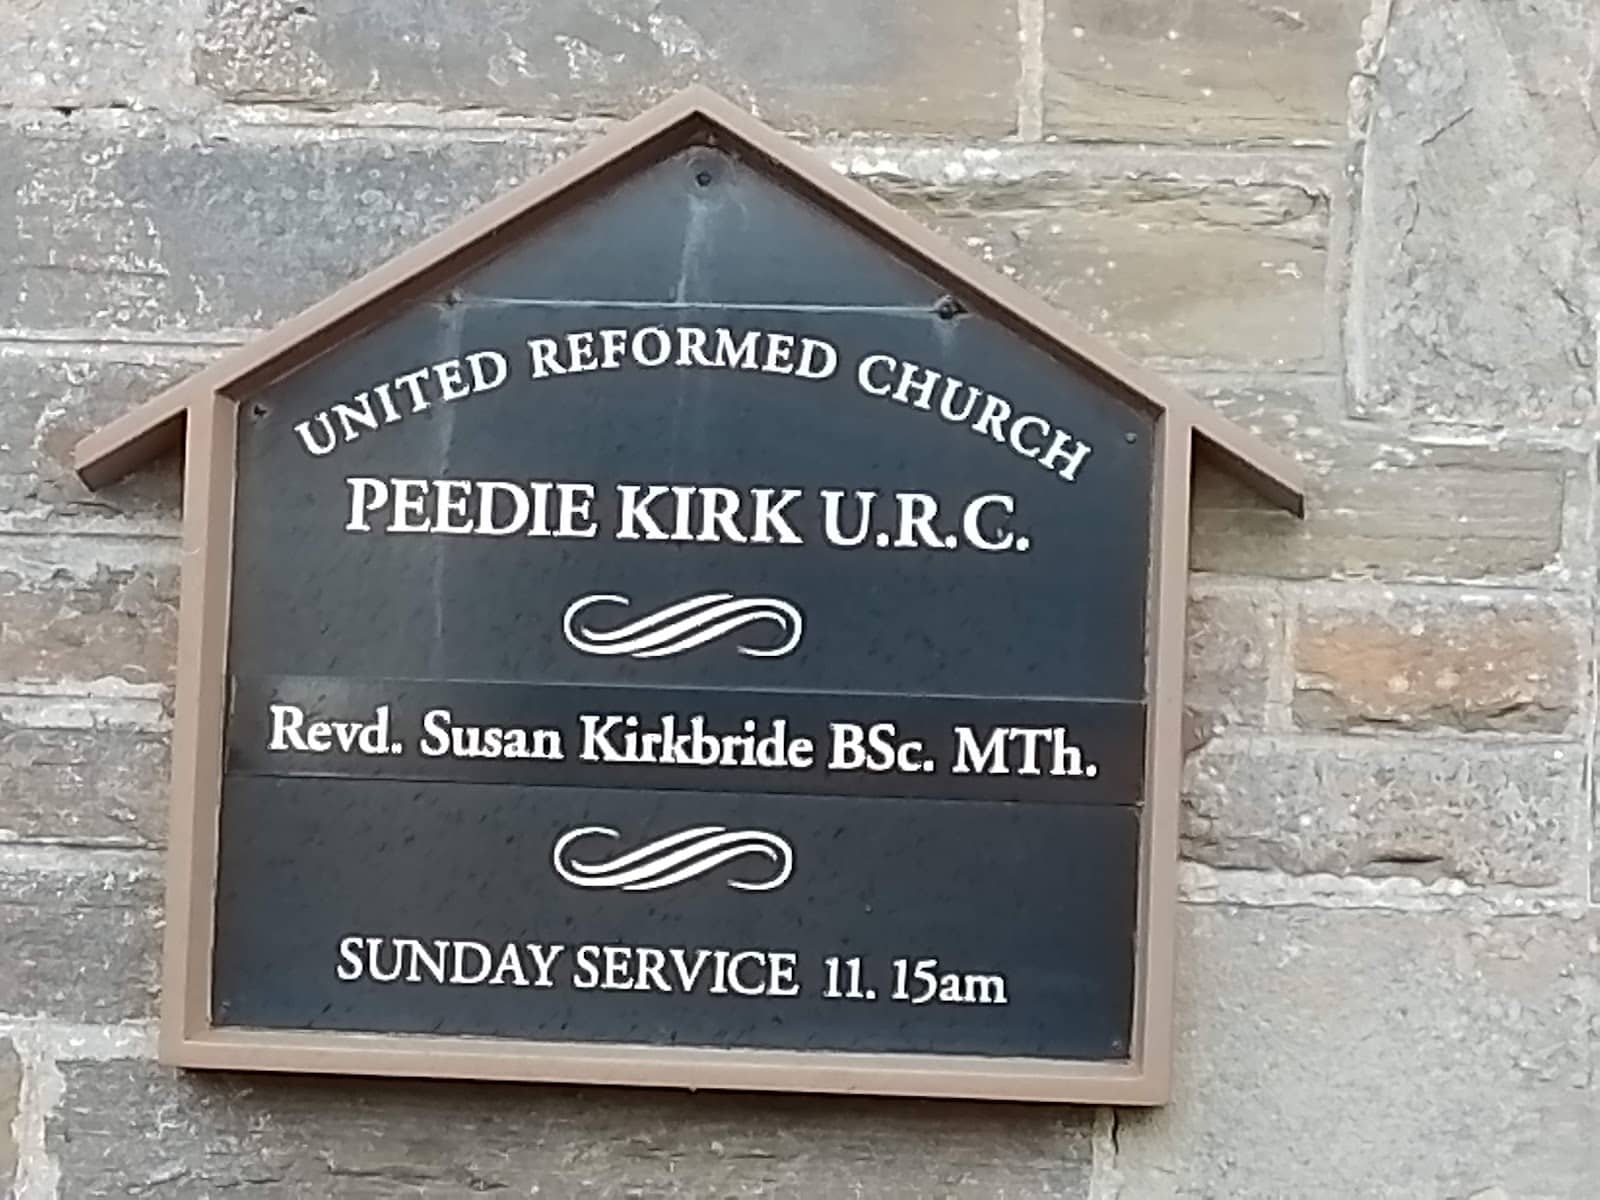 UNITED REFORMED CHURCH
PEEDIE KIRK U.R.C.
Revd. Susan Kirkbride BSc. MTh.
SUNDAY SERVICE 11. 15am